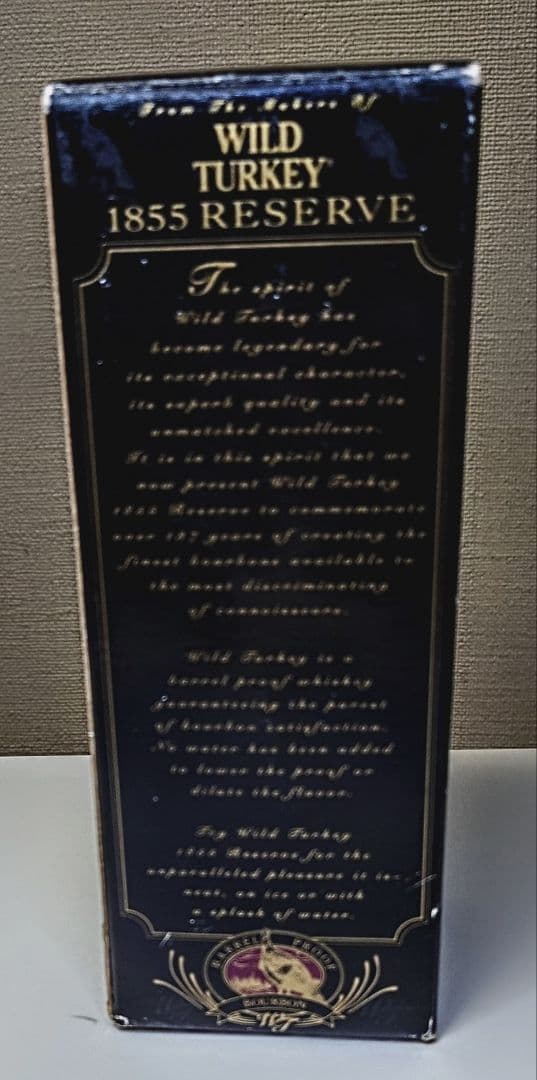 From The Makers Of
WILD
TURKEY
1855 RESERVE
The spirit of
Wild Turkey has
become legendary for
its exceptional character,
its superb quality and its
unmatched excellence.
It is in this spirit that we
now present Wild Turkey
1855 Reserve to commemorate
over 137 years of creating the
finest bourbons available to
the most discriminating
of connoisseurs.
Wild Turkey is a
barrel proof whiskey
guaranteeing the purest
of bourbon satisfaction.
No water has been added
to lower the proof or
dilute the flavor.
Try Wild Turkey
1855 Reserve for the
unparalleled pleasure it is...
neat, on ice or with
a splash of water.
BARREL PROOF
BOURBON
WT